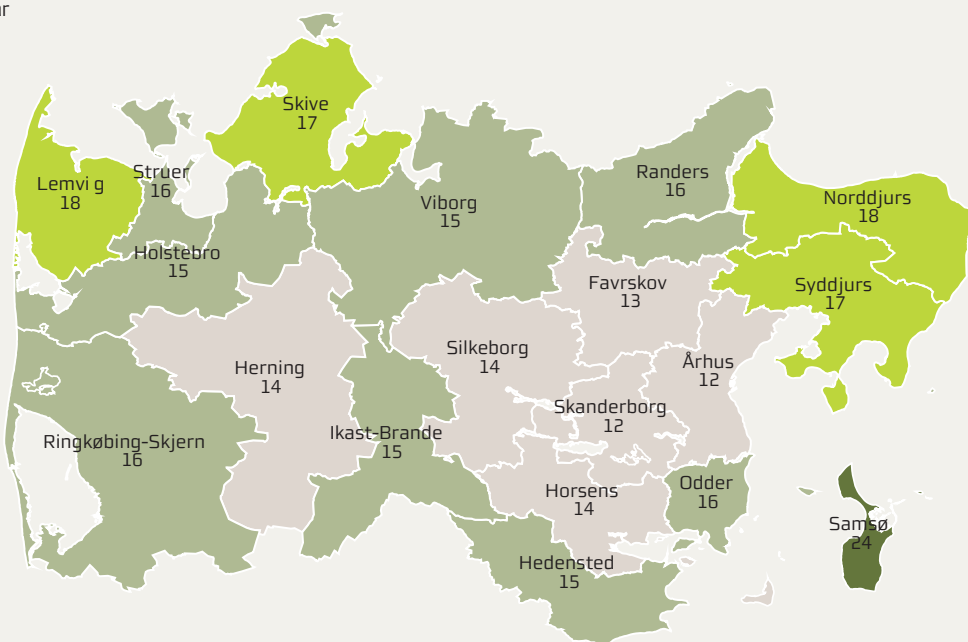 Skive
17
Struer
16
Lemvi g
18
Randers
16
Viborg
15
Norddjurs
18
Holstebro
15
Favrskov
13
Syddjurs
17
Silkeborg
14
Århus
12
Herning
14
Skanderborg
12
Ikast-Brande
15
Ringkøbing-Skjern
16
Odder
16
Horsens
14
Samsø
24
Hedensted
15